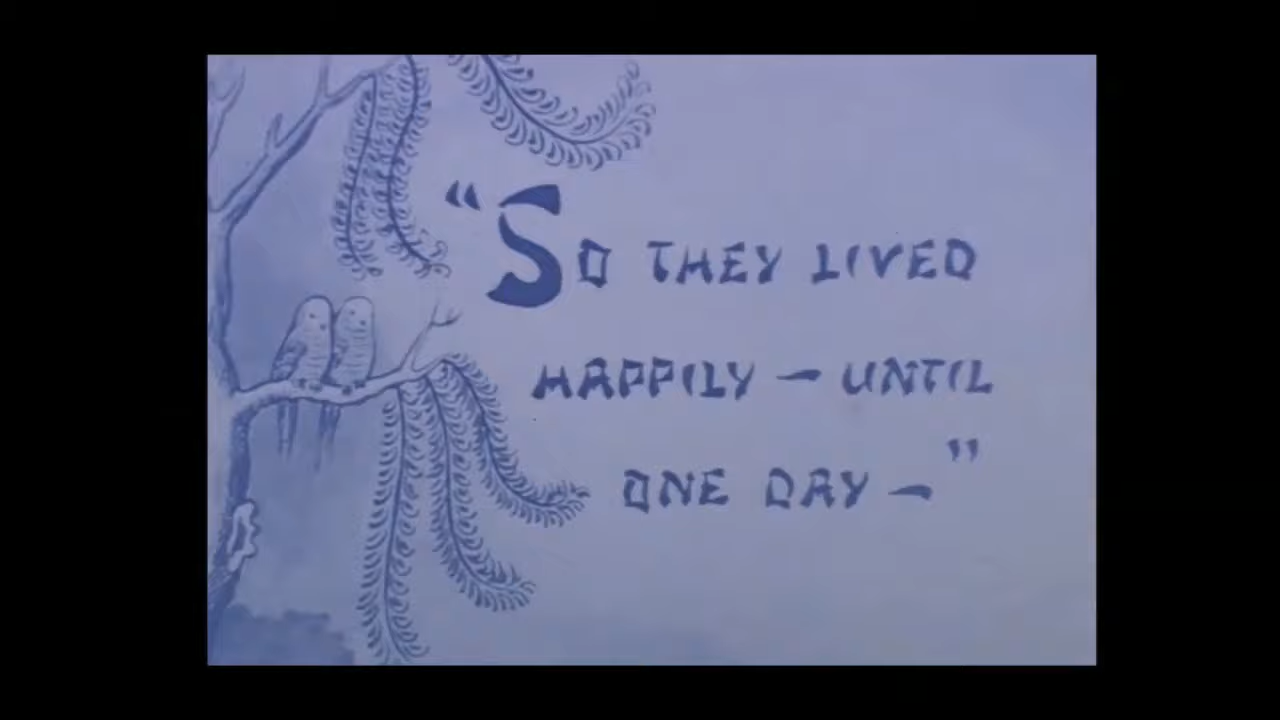 “SO THEY LIVED
HAPPILY – UNTIL
ONE DAY – ”